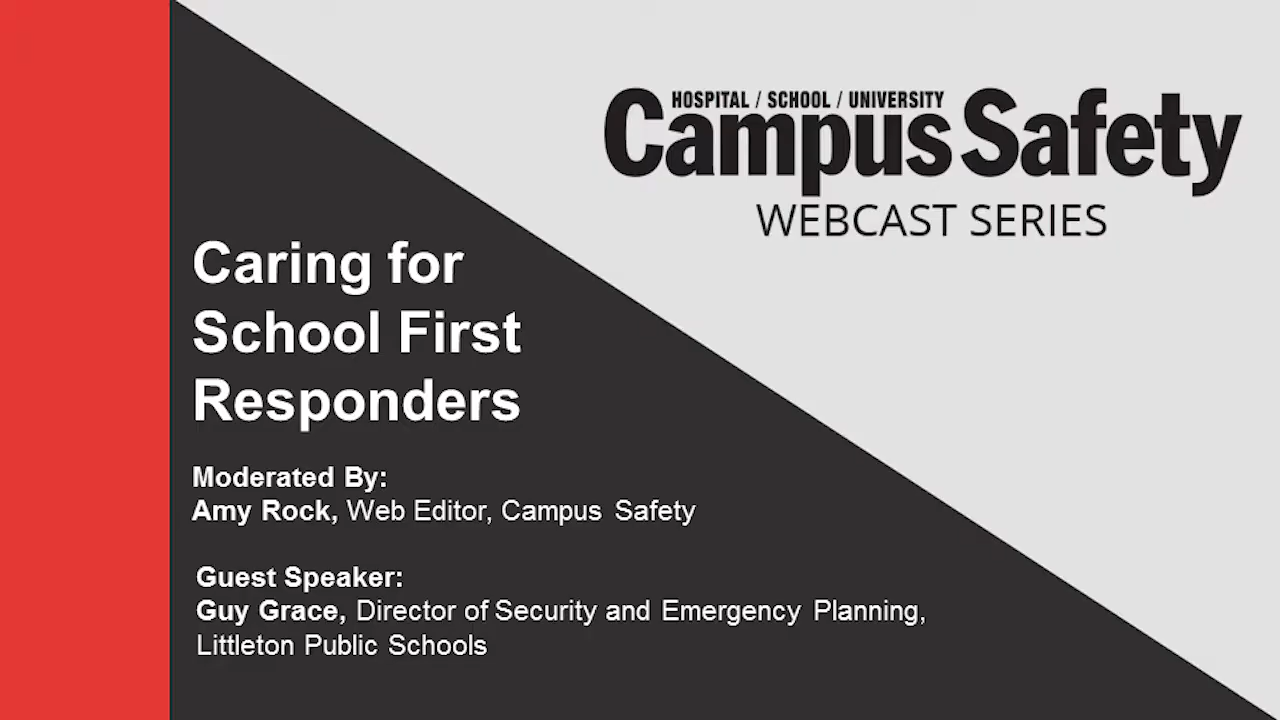 HOSPITAL / SCHOOL / UNIVERSITY
Campus Safety
WEBCAST SERIES
Caring for
School First
Responders
Moderated By:
Amy Rock, Web Editor, Campus Safety
Guest Speaker:
Guy Grace, Director of Security and Emergency Planning,
Littleton Public Schools